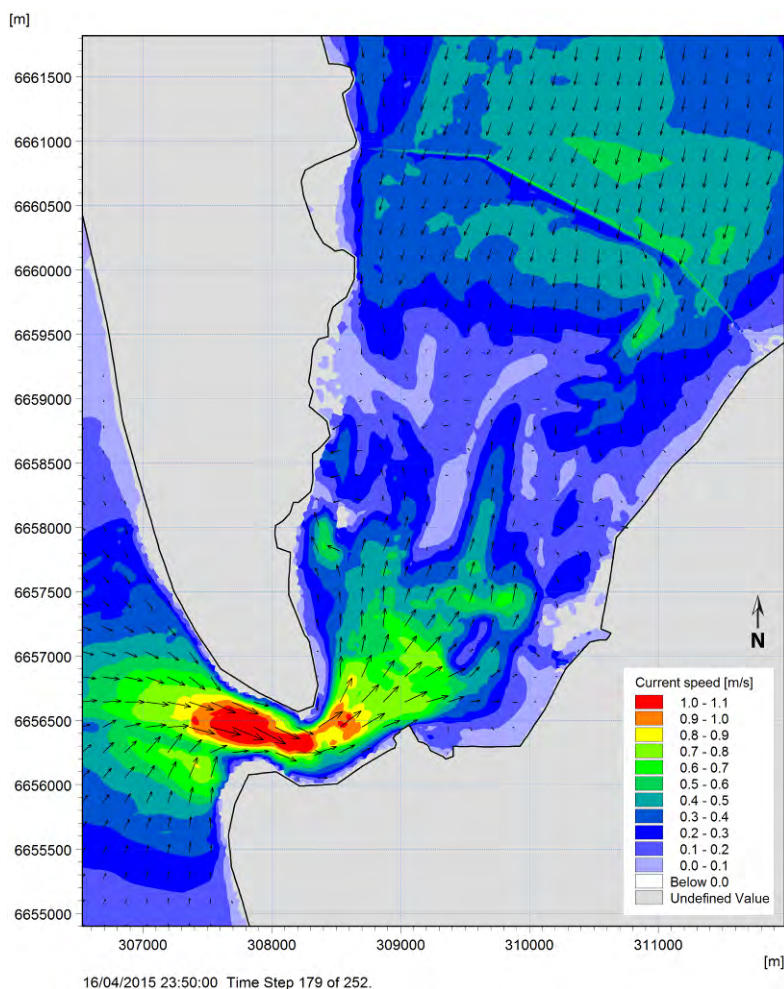 [m]
6661500
6661000
6660500
6660000
6659500
6659000
6658500
6658000
6657500
6657000
6656500
6656000
6655500
6655000
N
Current speed [m/s]
1.0 - 1.1
0.9 - 1.0
0.8 - 0.9
0.7 - 0.8
0.6 - 0.7
0.5 - 0.6
0.4 - 0.5
0.3 - 0.4
0.2 - 0.3
0.1 - 0.2
0.0 - 0.1
Below 0.0
Undefined Value
307000 308000 309000 310000 311000
[m]
16/04/2015 23:50:00 Time Step 179 of 252.